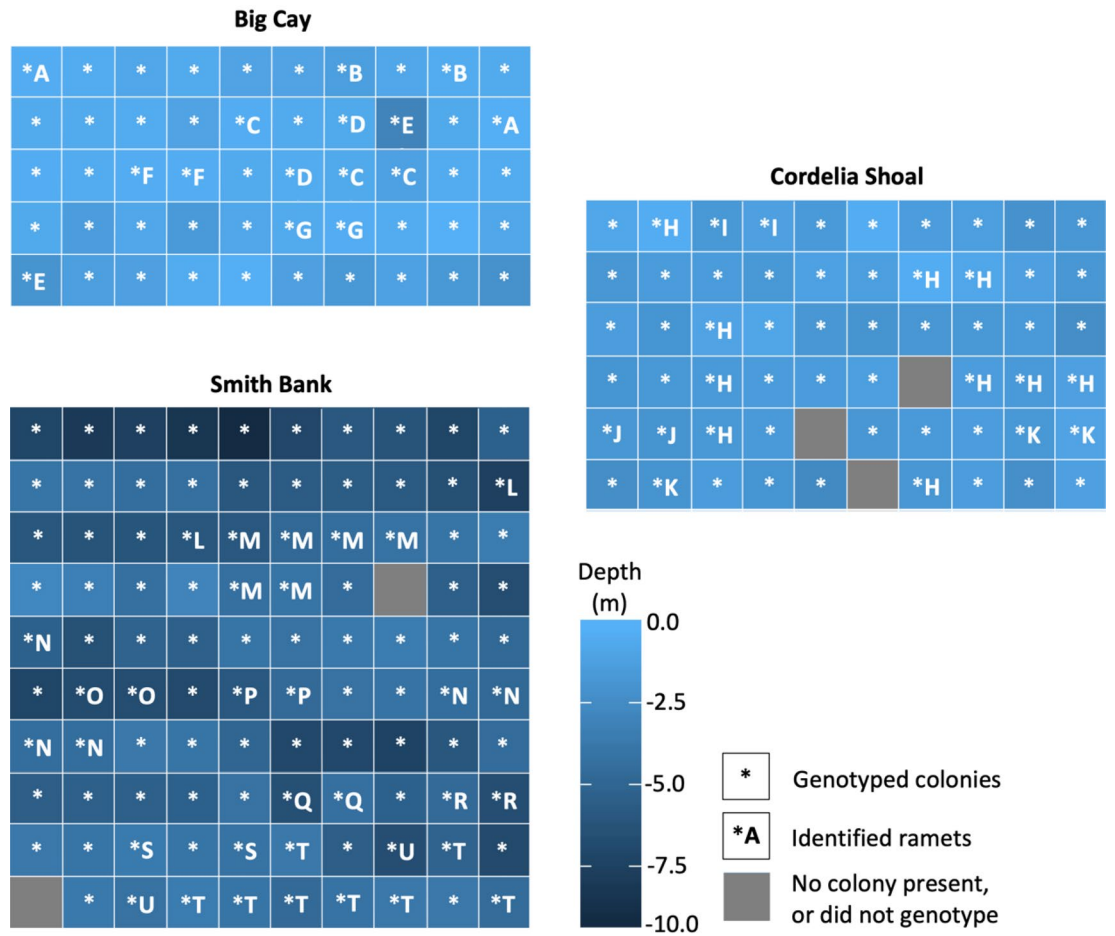 Big Cay
*A * * * * * *B * *B *
* * * * *C * *D *E * *A
* * *F *F * *D *C *C * *
* * * * * *G *G * * *
*E * * * * * * * * *
Cordelia Shoal
* *H *I *I * * * * * *
* * * * * * *H *H * *
* * *H * * * * * * *
* * *H * * * *H *H *H
*J *J *H * * * * *K *K
* *K * * * *H * * *
Smith Bank
* * * * * * * * * *
* * * * * * * * * *L
* * * *L *M *M *M *M * *
* * * * *M *M * * *
*N * * * * * * * * *
* *O *O * *P *P * * *N *N
*N *N * * * * * * * *
* * * * * *Q *Q * *R *R
* * *S * *S *T * *U *T *
* *U *T *T *T *T *T * *T
Depth
(m)
0.0
-2.5
-5.0
-7.5
-10.0
* Genotyped colonies
*A Identified ramets
No colony present,
or did not genotype